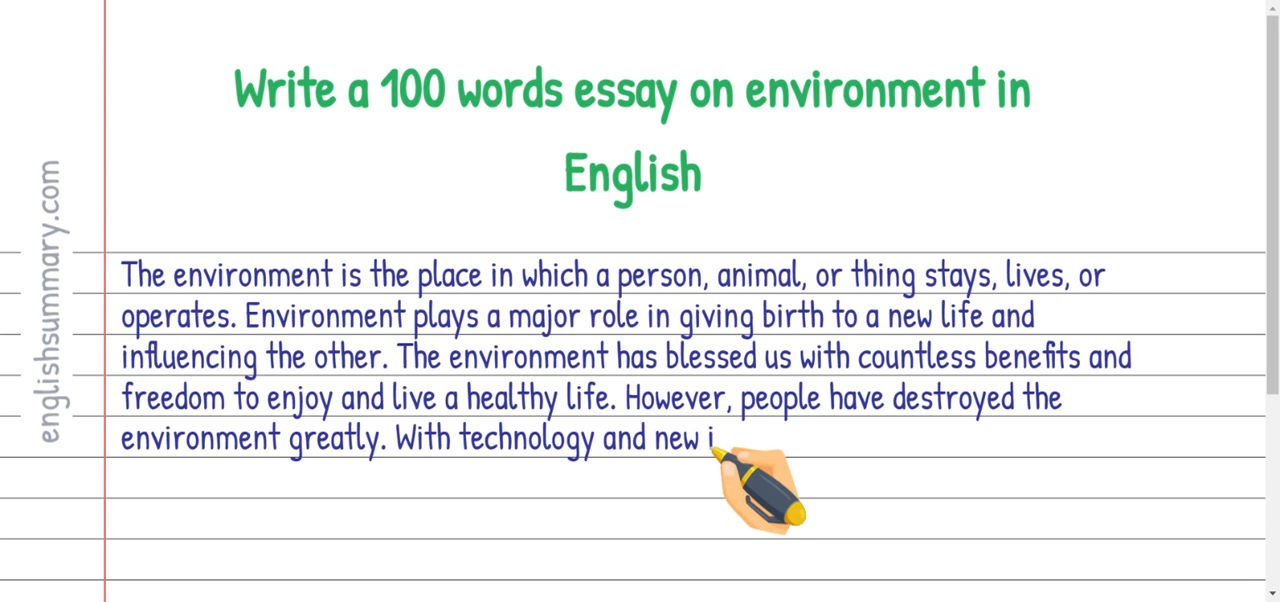 Write a 100 words essay on environment in
English
englishsummary.com
The environment is the place in which a person, animal, or thing stays, lives, or
operates. Environment plays a major role in giving birth to a new life and
influencing the other. The environment has blessed us with countless benefits and
freedom to enjoy and live a healthy life. However, people have destroyed the
environment greatly. With technology and new i